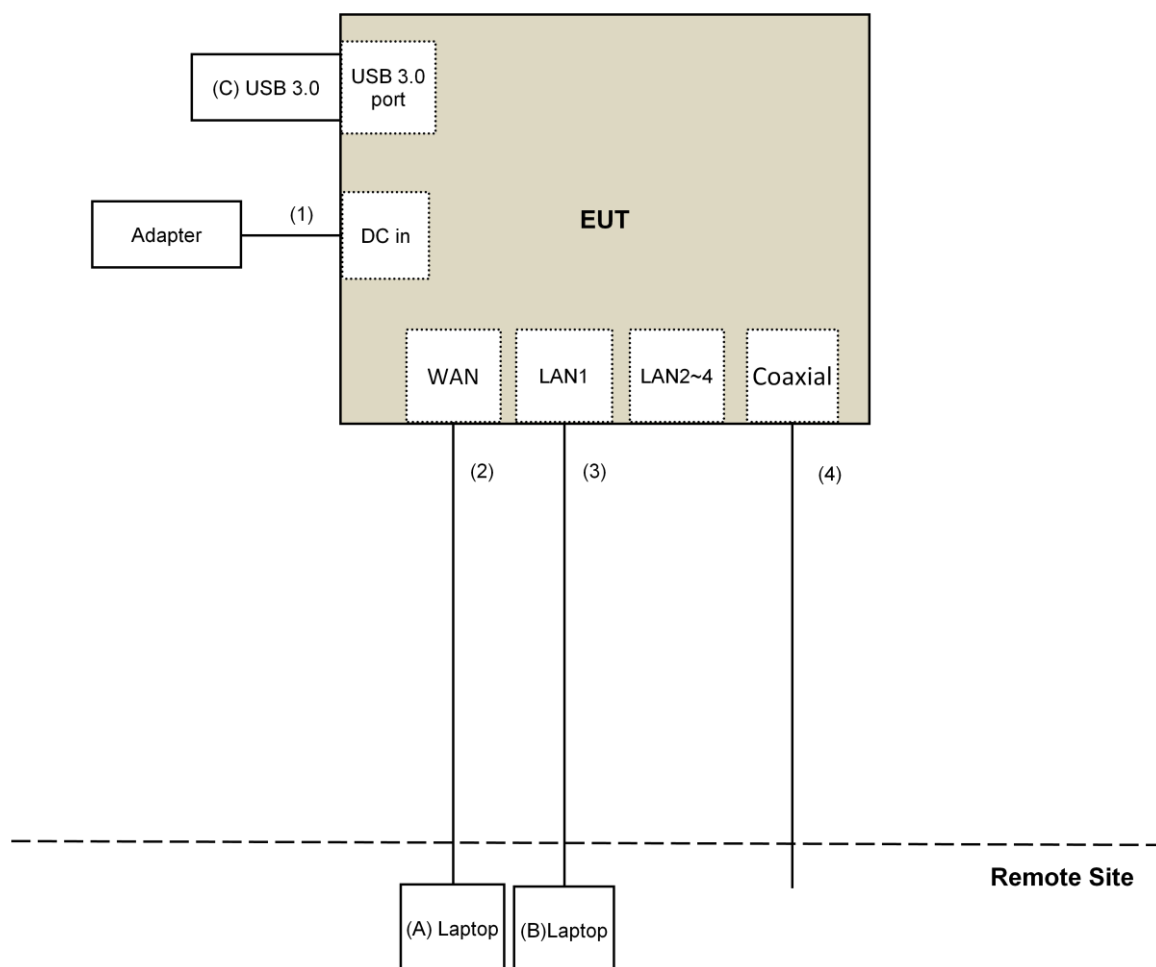 (C) USB 3.0
USB 3.0
port
(1)
Adapter
DC in
EUT
WAN
LAN1
LAN2~4
Coaxial
(2)
(3)
(4)
Remote Site
(A) Laptop
(B)Laptop